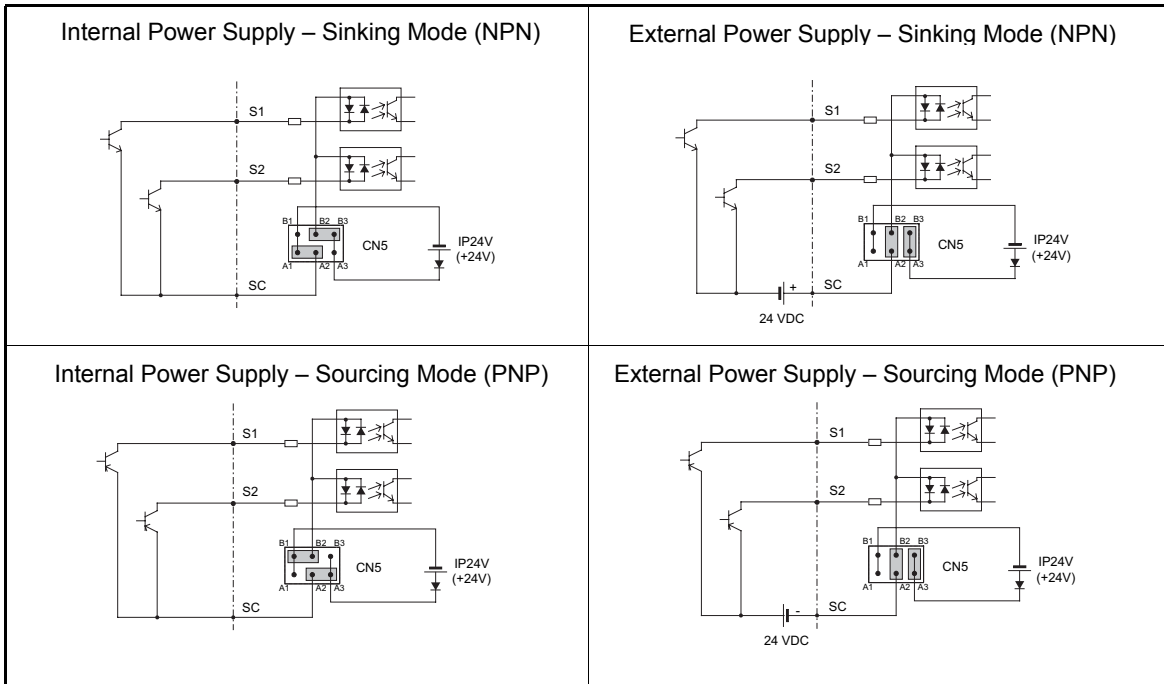 Internal Power Supply – Sinking Mode (NPN)
S1
S2
B1 B2 B3
CN5
IP24V
(+24V)
A1 A2 A3
SC
External Power Supply – Sinking Mode (NPN)
S1
S2
B1 B2 B3
CN5
IP24V
(+24V)
A1 A2 A3
+
SC
24 VDC
Internal Power Supply – Sourcing Mode (PNP)
S1
S2
B1 B2 B3
CN5
IP24V
(+24V)
A1 A2 A3
SC
External Power Supply – Sourcing Mode (PNP)
S1
S2
B1 B2 B3
CN5
IP24V
(+24V)
A1 A2 A3
-
SC
24 VDC